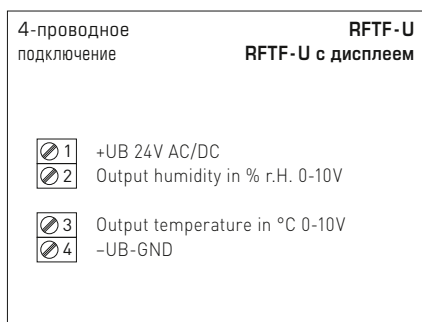 4-проводное RFTF-U
подключение RFTF-U с дисплеем
1 +UB 24V AC/DC
2 Output humidity in % r.H. 0-10V
3 Output temperature in °C 0-10V
4 –UB-GND